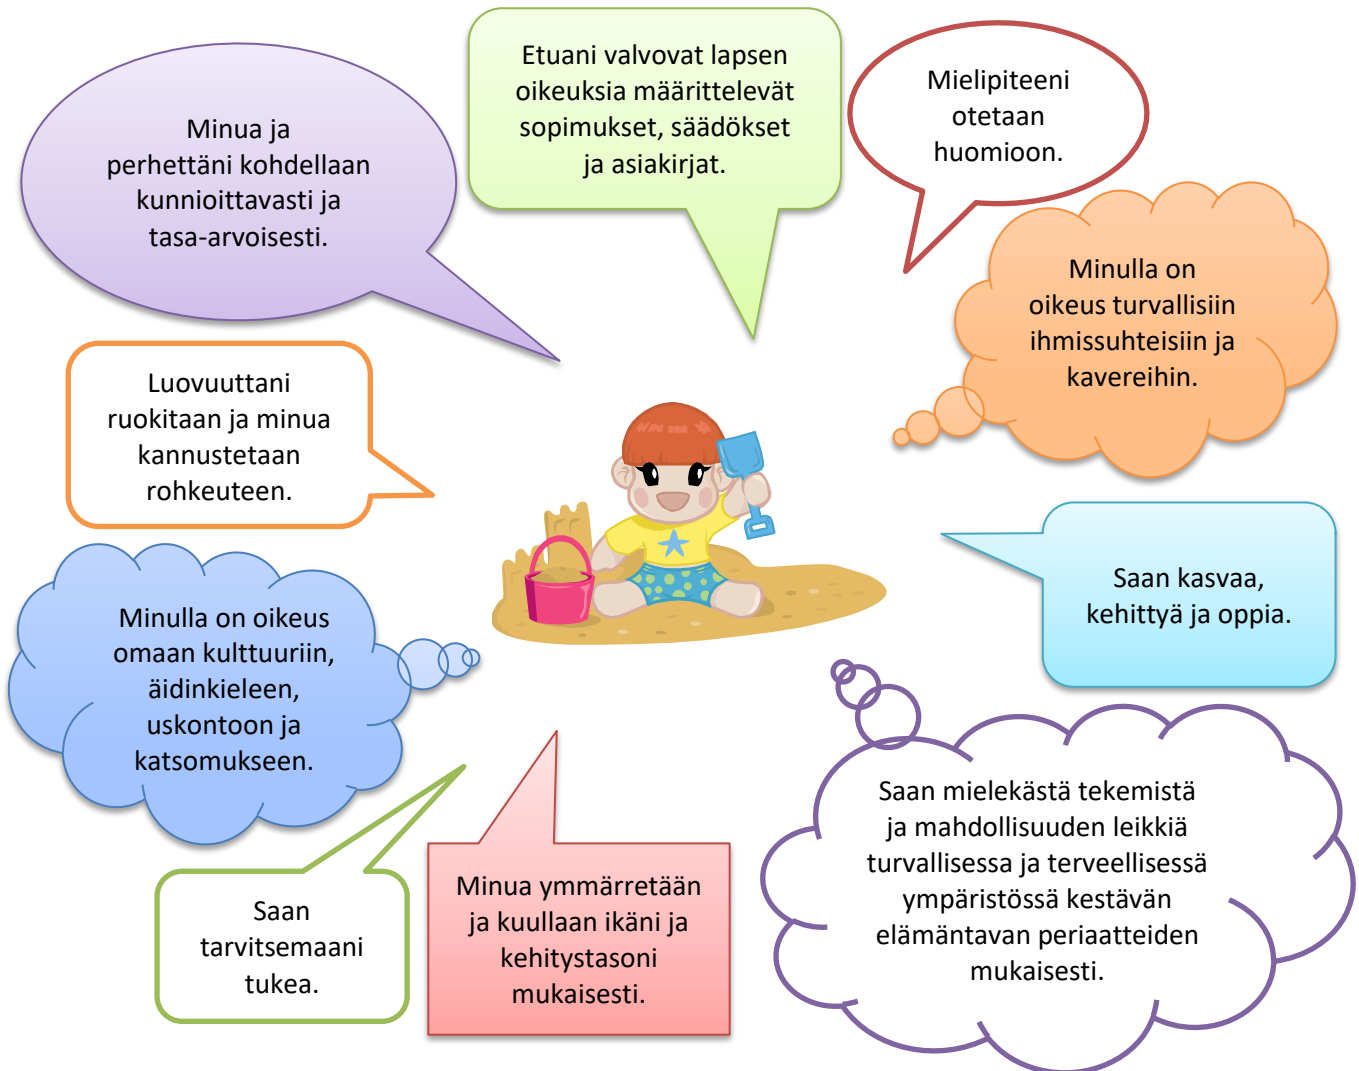 Etuani valvovat lapsen
oikeuksia määrittelevät
sopimukset, säädökset
ja asiakirjat.
Mielipiteeni
otetaan
huomioon.
Minua ja
perhettäni kohdellaan
kunnioittavasti ja
tasa-arvoisesti.
Minulla on
oikeus turvallisiin
ihmissuhteisiin ja
kavereihin.
Luovuuttani
ruokitaan ja minua
kannustetaan
rohkeuteen.
Saan kasvaa,
kehittyä ja oppia.
Minulla on oikeus
omaan kulttuuriin,
äidinkieleen,
uskontoon ja
katsomukseen.
Saan mielekästä tekemistä
ja mahdollisuuden leikkiä
turvallisessa ja terveellisessä
ympäristössä kestävän
elämäntavan periaatteiden
mukaisesti.
Minua ymmärretään
ja kuullaan ikäni ja
kehitystasoni
mukaisesti.
Saan
tarvitsemaani
tukea.